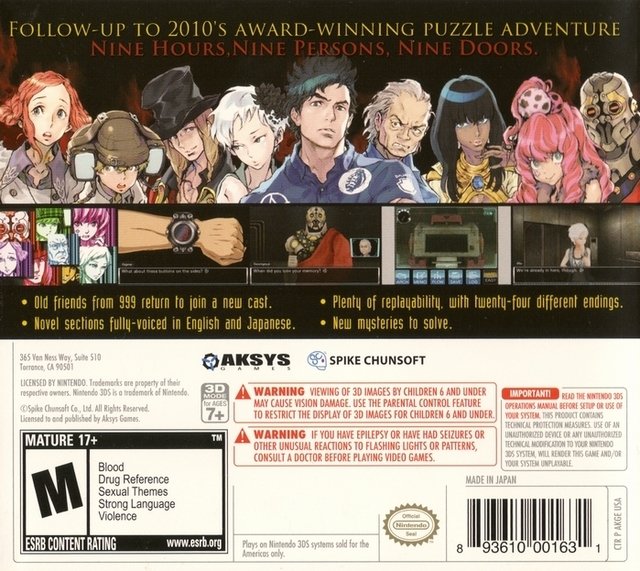 FOLLOW-UP TO 2010'S AWARD-WINNING PUZZLE ADVENTURE
NINE HOURS, NINE PERSONS, NINE DOORS.
What about these buttons on the sides?
When did you lose your memory?
We're already in here, though.
• Old friends from 999 return to join a new cast.
• Novel sections fully-voiced in English and Japanese.
• Plenty of replayability, with twenty-four different endings.
• New mysteries to solve.
365 Van Ness Way, Suite 510
Torrance, CA 90501
AKSYS
GAMES
SPIKE CHUNSOFT
LICENSED BY NINTENDO. Trademarks are property of their
respective owners. Nintendo 3DS is a trademark of Nintendo.
©Spike Chunsoft Co., Ltd. All Rights Reserved.
Licensed to and published by Aksys Games.
3D
MODE
for AGES
7+
WARNING VIEWING OF 3D IMAGES BY CHILDREN 6 AND UNDER
MAY CAUSE VISION DAMAGE. USE THE PARENTAL CONTROL FEATURE
TO RESTRICT THE DISPLAY OF 3D IMAGES FOR CHILDREN 6 AND UNDER.
WARNING IF YOU HAVE EPILEPSY OR HAVE HAD SEIZURES OR
OTHER UNUSUAL REACTIONS TO FLASHING LIGHTS OR PATTERNS,
CONSULT A DOCTOR BEFORE PLAYING VIDEO GAMES.
IMPORTANT! READ THE NINTENDO 3DS
OPERATIONS MANUAL BEFORE SETUP OR USE OF
YOUR SYSTEM. THIS PRODUCT CONTAINS
TECHNICAL PROTECTION MEASURES. USE OF AN
UNAUTHORIZED DEVICE OR ANY UNAUTHORIZED
TECHNICAL MODIFICATION TO YOUR NINTENDO
3DS SYSTEM, WILL RENDER THIS GAME AND/OR
YOUR SYSTEM UNPLAYABLE.
MATURE 17+ TM
M
Blood
Drug Reference
Sexual Themes
Strong Language
Violence
ESRB CONTENT RATING www.esrb.org
Plays on Nintendo 3DS systems sold for the
Americas only.
Official
Nintendo
Seal
MADE IN JAPAN
8 93610 00163 1
CTR P AKGE USA